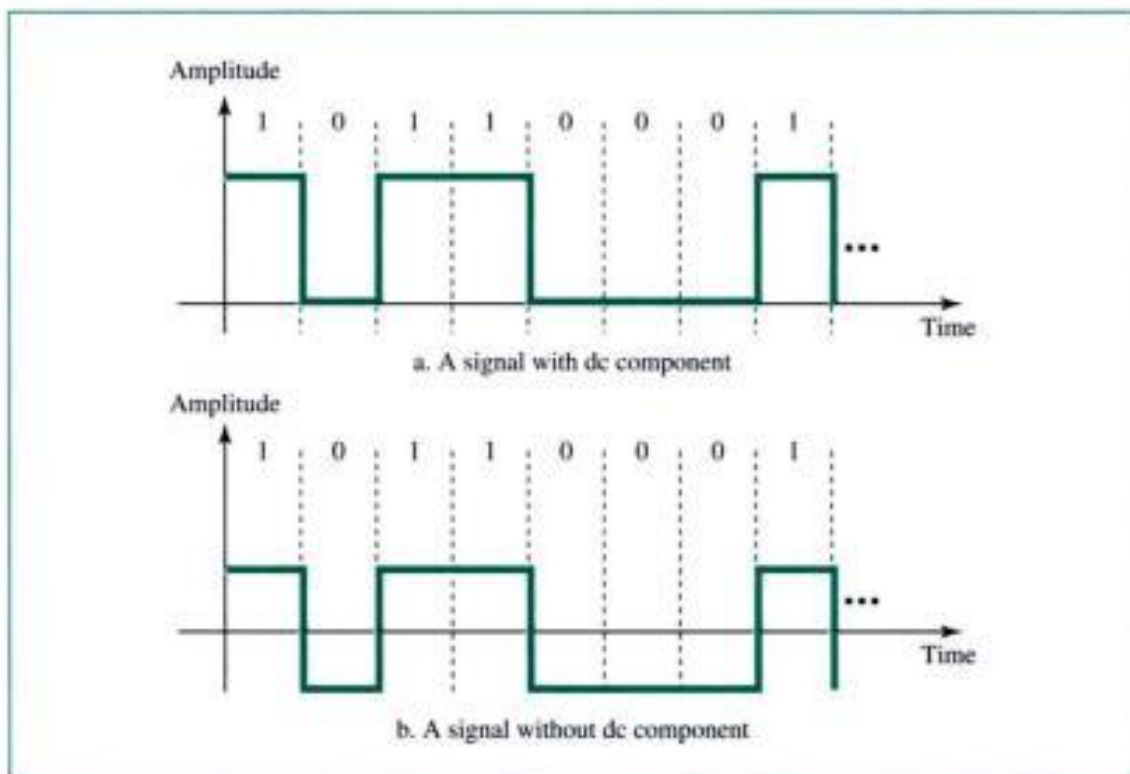 Amplitude
1 0 1 1 0 0 0 1
...
Time
a. A signal with dc component
Amplitude
1 0 1 1 0 0 0 1
...
Time
b. A signal without dc component